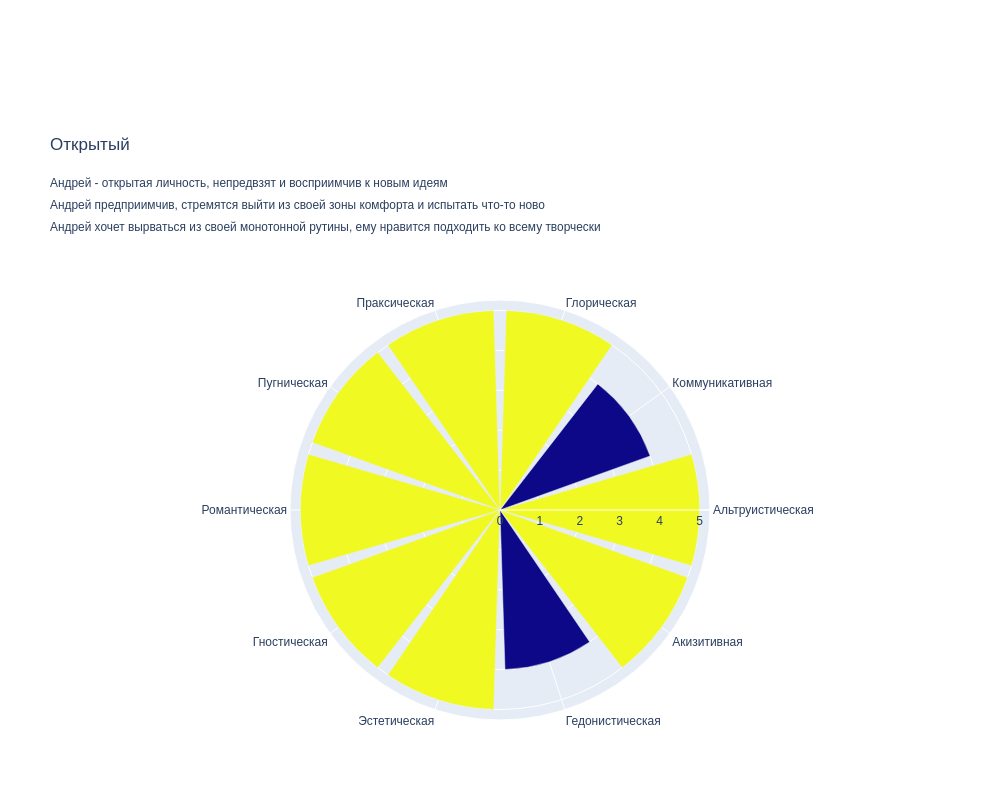 Открытый
Андрей - открытая личность, непредвзят и восприимчив к новым идеям
Андрей предприимчив, стремятся выйти из своей зоны комфорта и испытать что-то ново
Андрей хочет вырваться из своей монотонной рутины, ему нравится подходить ко всему творчески
Праксическая
Глорическая
Пугническая
Коммуникативная
Романтическая
Альтруистическая
0 1 2 3 4 5
Гностическая
Акизитивная
Эстетическая
Гедонистическая